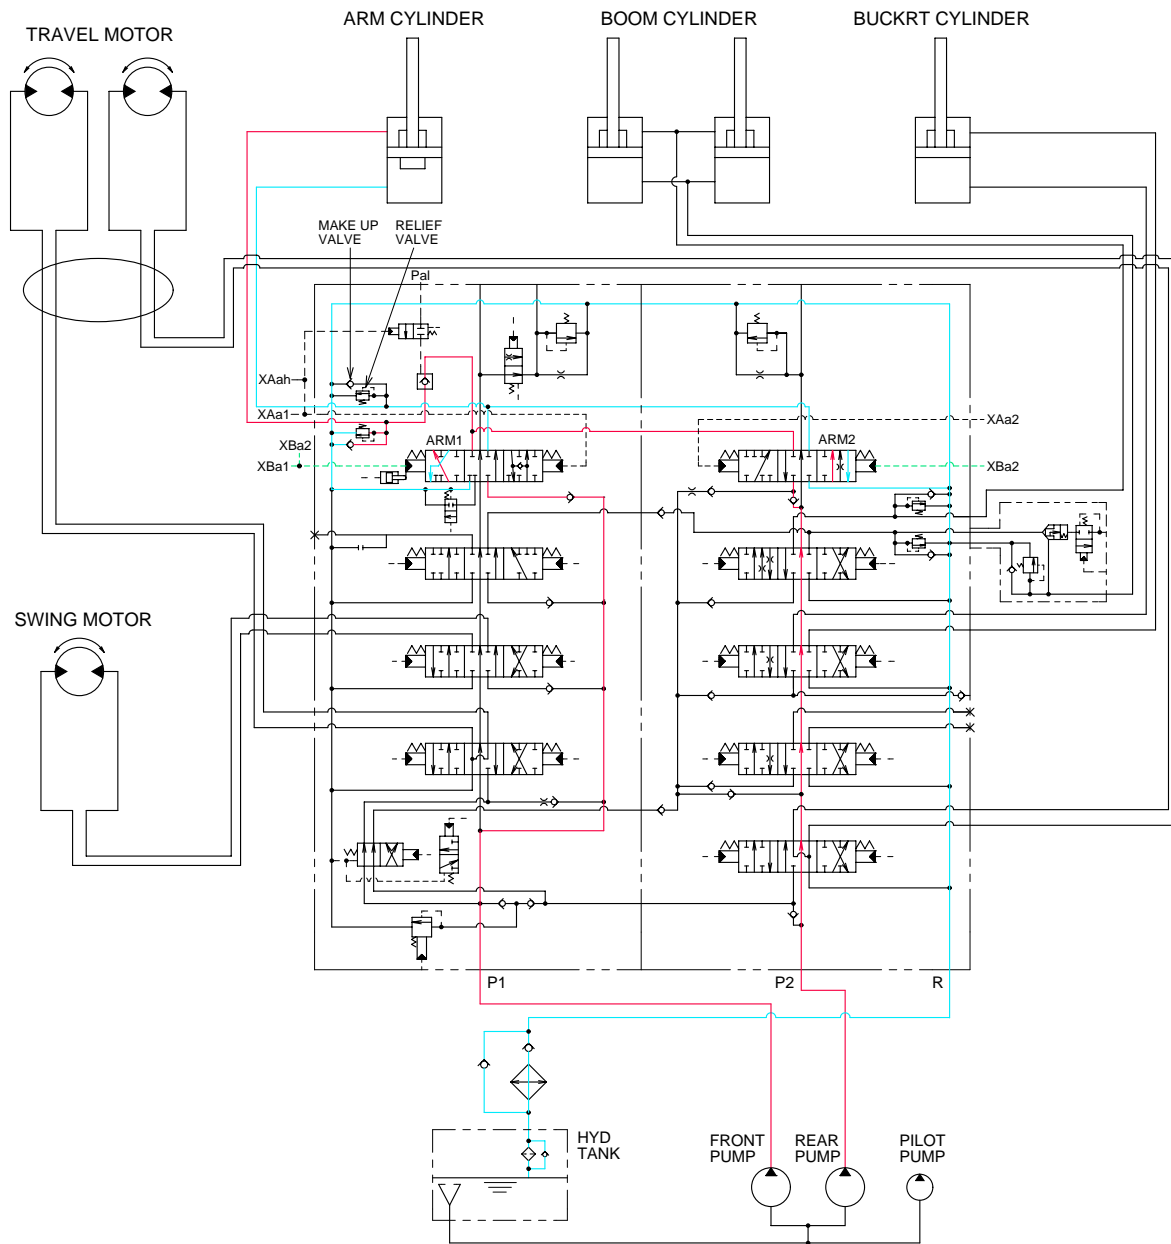 ARM CYLINDER
BOOM CYLINDER
BUCKRT CYLINDER
TRAVEL MOTOR
MAKE UP
VALVE
RELIEF
VALVE
Pal
XAah
XAa1
XAa2
XBa2
ARM1
ARM2
XBa1
XBa2
SWING MOTOR
P1
P2
R
HYD
TANK
FRONT
PUMP
REAR
PUMP
PILOT
PUMP